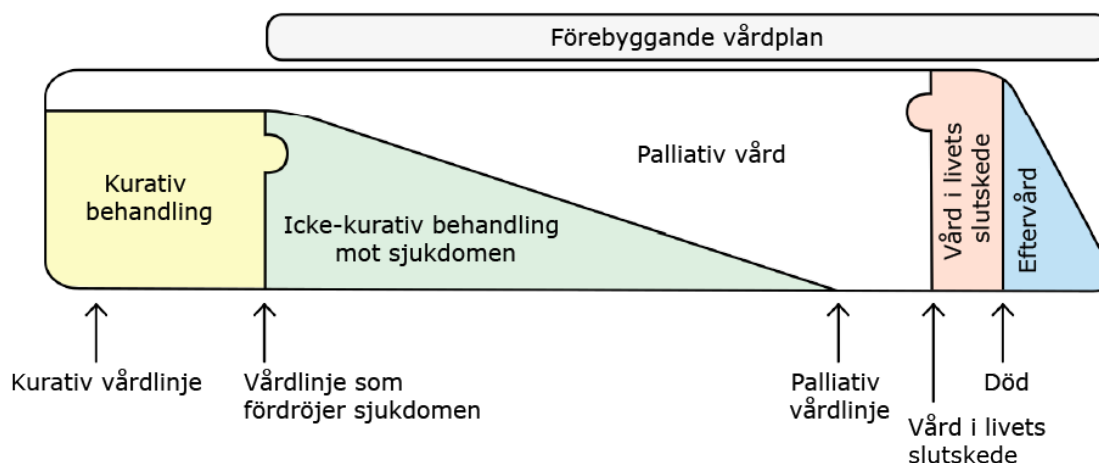 Förebyggande vårdplan
Kurativ
behandling
Icke-kurativ behandling
mot sjukdomen
Palliativ vård
Vård i livets
slutskede
Eftervård
Kurativ vårdlinje
Vårdlinje som
fördröjer sjukdomen
Palliativ
vårdlinje
Vård i livets
slutskede
Död